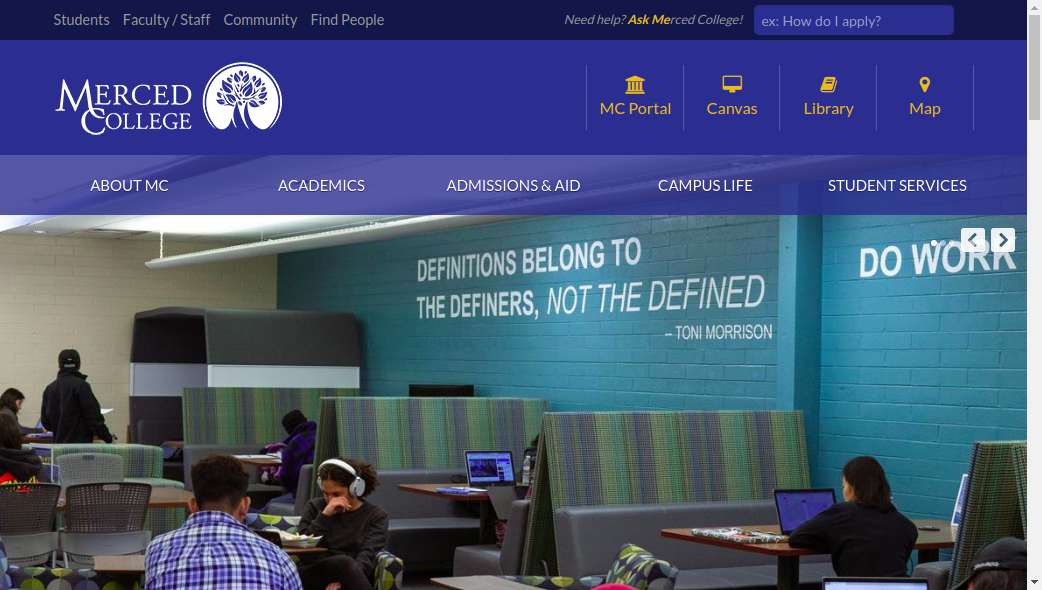 Students Faculty / Staff Community Find People
Need help? Ask Merced College!
ex: How do I apply?
MERCED
COLLEGE
MC Portal
Canvas
Library
Map
ABOUT MC
ACADEMICS
ADMISSIONS & AID
CAMPUS LIFE
STUDENT SERVICES
DEFINITIONS BELONG TO
THE DEFINERS, NOT THE DEFINED
-- TONI MORRISON
DO WORK